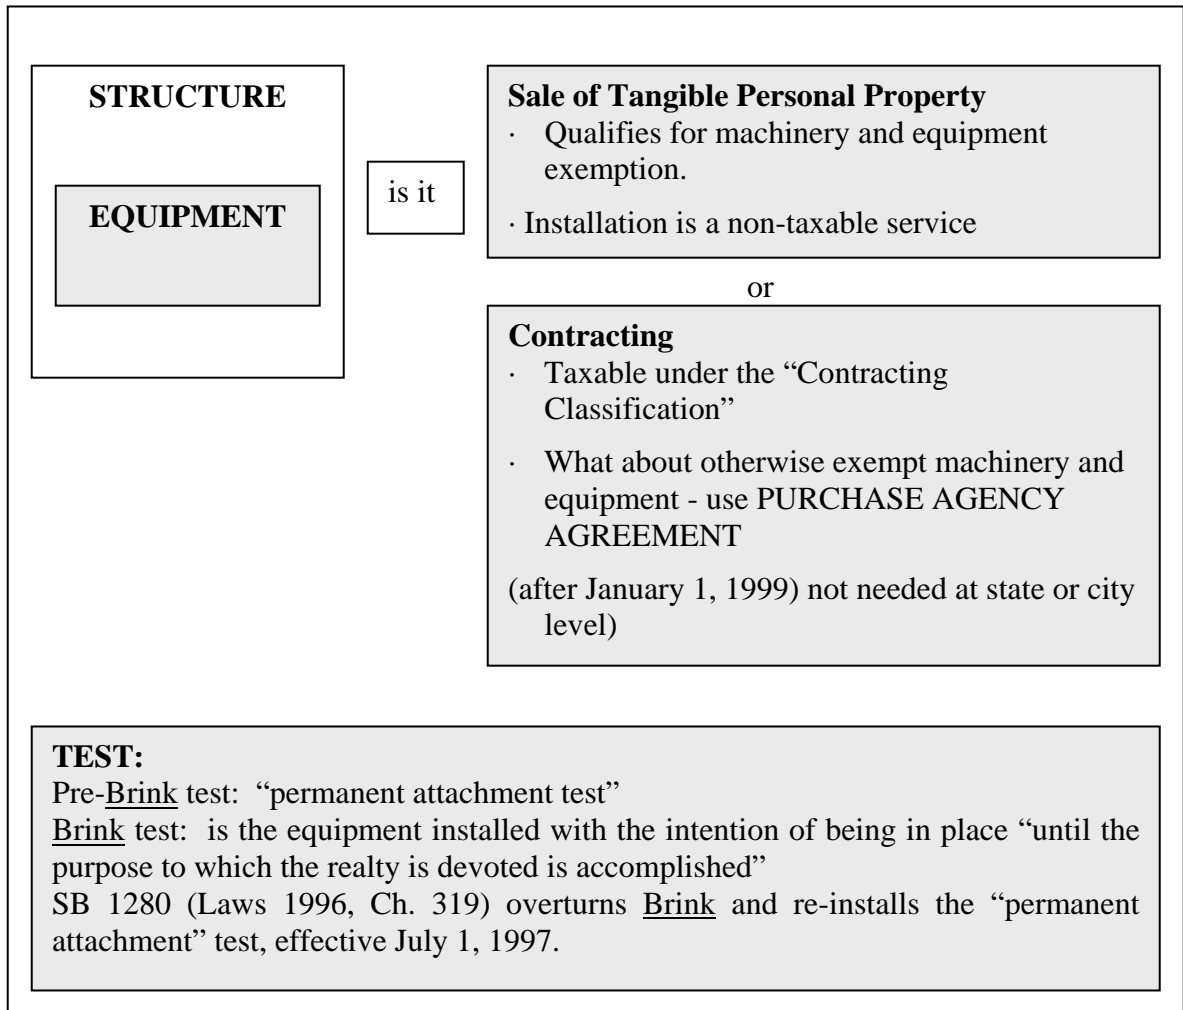 STRUCTURE
EQUIPMENT
is it
Sale of Tangible Personal Property
· Qualifies for machinery and equipment
exemption.
· Installation is a non-taxable service
or
Contracting
· Taxable under the “Contracting
Classification”
· What about otherwise exempt machinery and
equipment - use PURCHASE AGENCY
AGREEMENT
(after January 1, 1999) not needed at state or city
level)
TEST:
Pre-Brink test: “permanent attachment test”
Brink test: is the equipment installed with the intention of being in place “until the
purpose to which the realty is devoted is accomplished”
SB 1280 (Laws 1996, Ch. 319) overturns Brink and re-installs the “permanent
attachment” test, effective July 1, 1997.